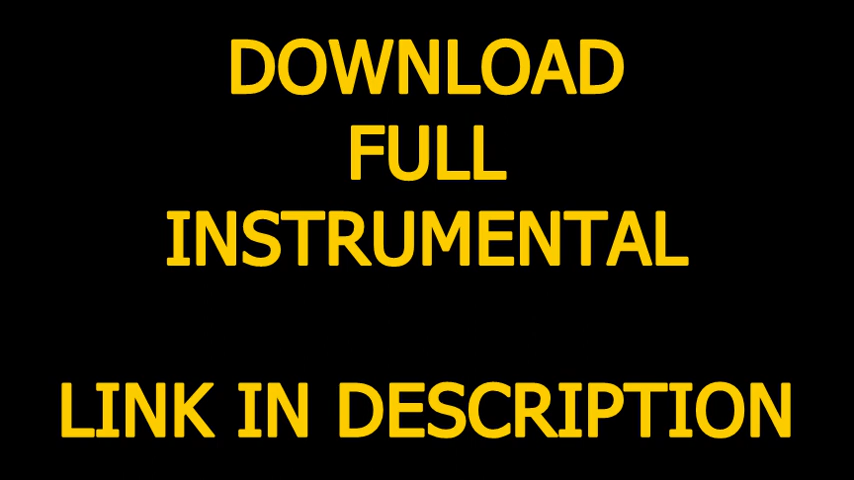 DOWNLOAD
FULL
INSTRUMENTAL
LINK IN DESCRIPTION